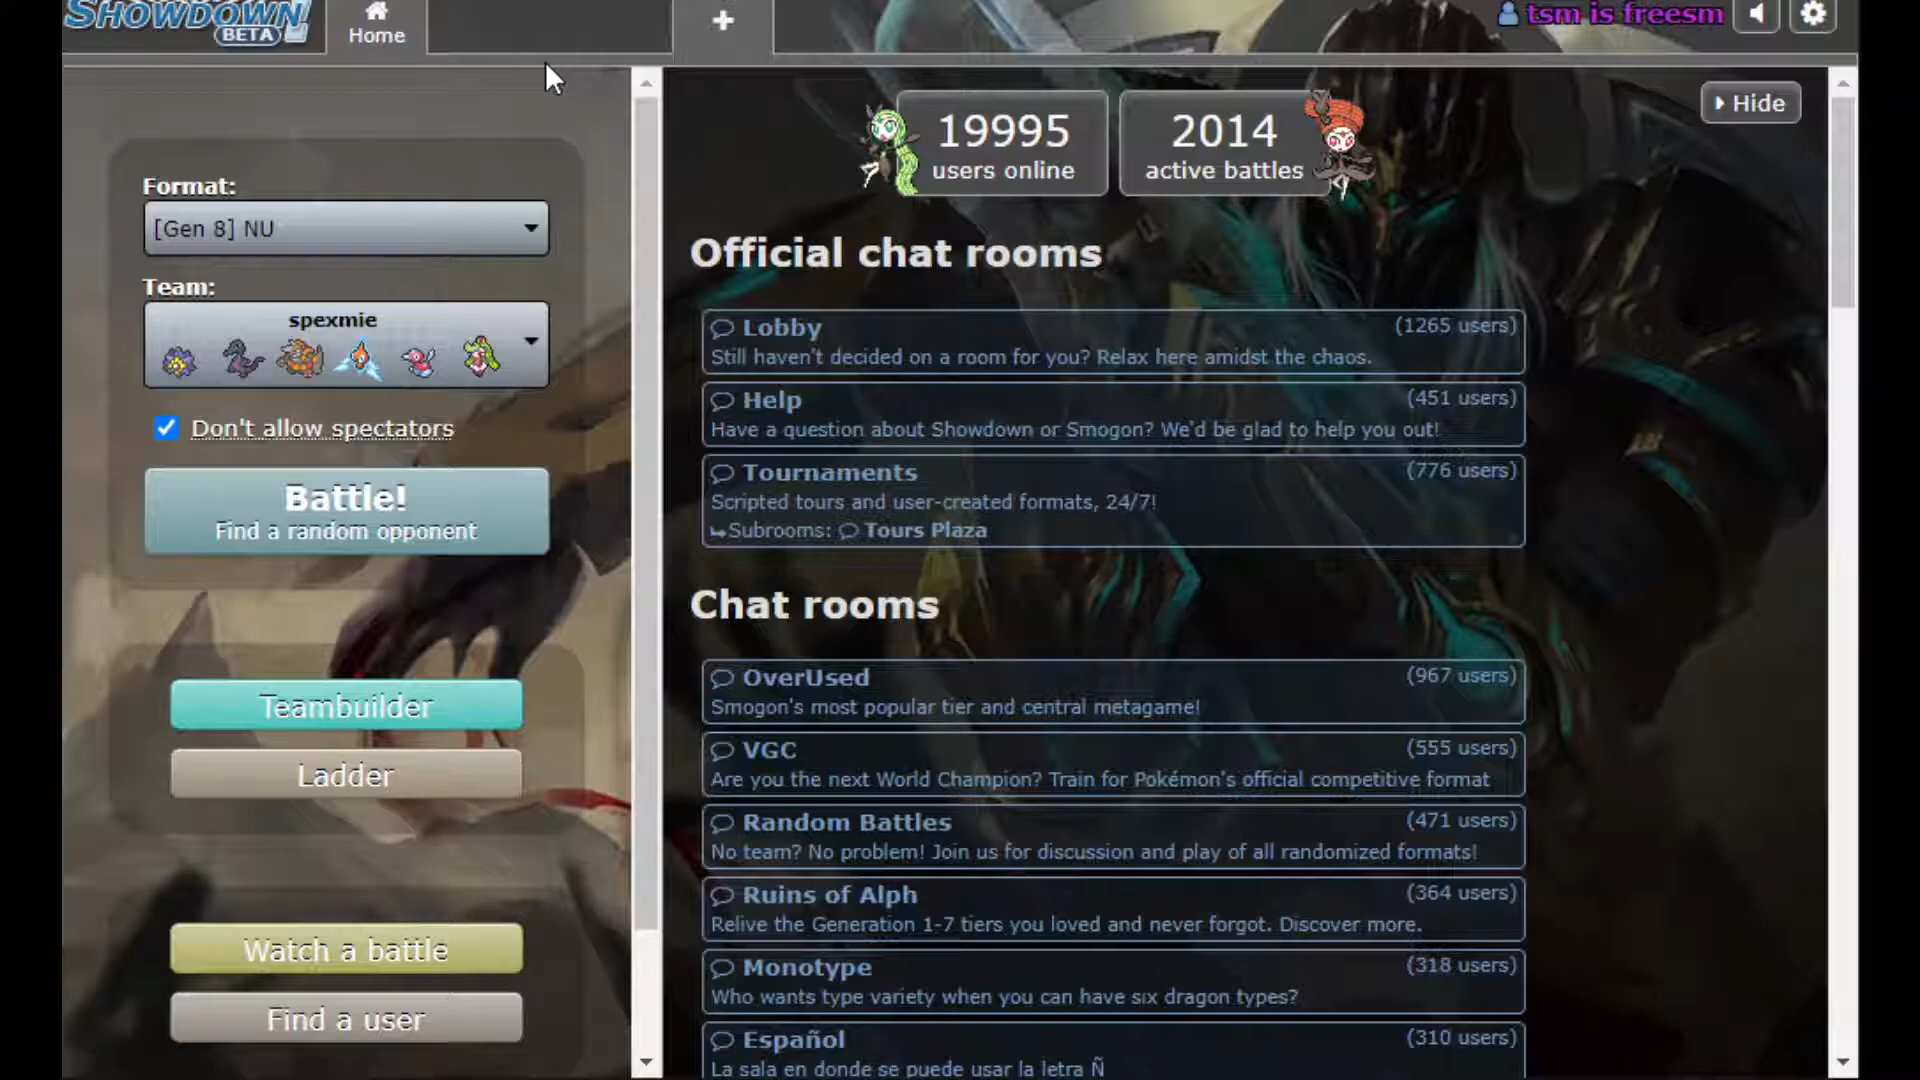 SHOWDOWN
BETA
Home
tsm is freesm
Hide
19995
users online
2014
active battles
Format:
[Gen 8] NU
Team:
spexmie
Don't allow spectators
Battle!
Find a random opponent
Teambuilder
Ladder
Watch a battle
Find a user
Official chat rooms
Lobby (1265 users)
Still haven't decided on a room for you? Relax here amidst the chaos.
Help (451 users)
Have a question about Showdown or Smogon? We'd be glad to help you out!
Tournaments (776 users)
Scripted tours and user-created formats, 24/7!
↳Subrooms: Tours Plaza
Chat rooms
OverUsed (967 users)
Smogon's most popular tier and central metagame!
VGC (555 users)
Are you the next World Champion? Train for Pokémon's official competitive format
Random Battles (471 users)
No team? No problem! Join us for discussion and play of all randomized formats!
Ruins of Alph (364 users)
Relive the Generation 1-7 tiers you loved and never forgot. Discover more.
Monotype (318 users)
Who wants type variety when you can have six dragon types?
Español (310 users)
La sala en donde se puede usar la letra Ñ